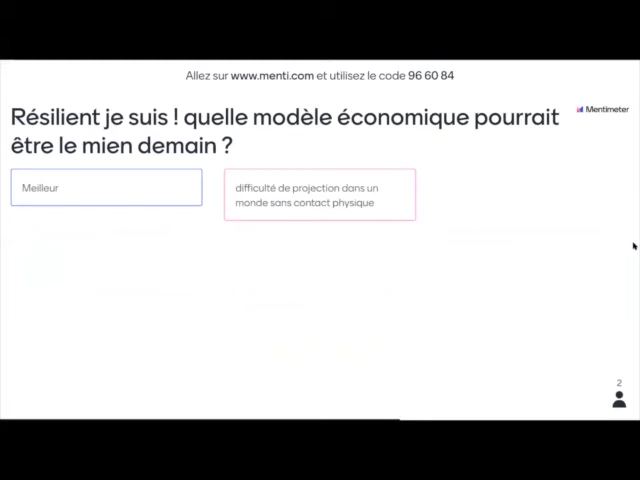 Allez sur www.menti.com et utilisez le code 96 60 84
Résilient je suis ! quelle modèle économique pourrait
être le mien demain ?
Mentimeter
Meilleur
difficulté de projection dans un
monde sans contact physique
2